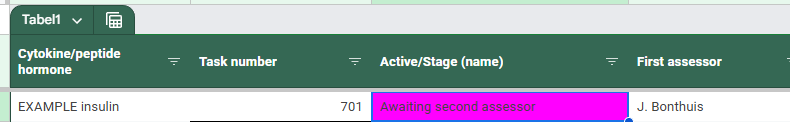 Tabel1
Cytokine/peptide
hormone
Task number
Active/Stage (name)
First assessor
EXAMPLE insulin
701
Awaiting second assessor
J. Bonthuis